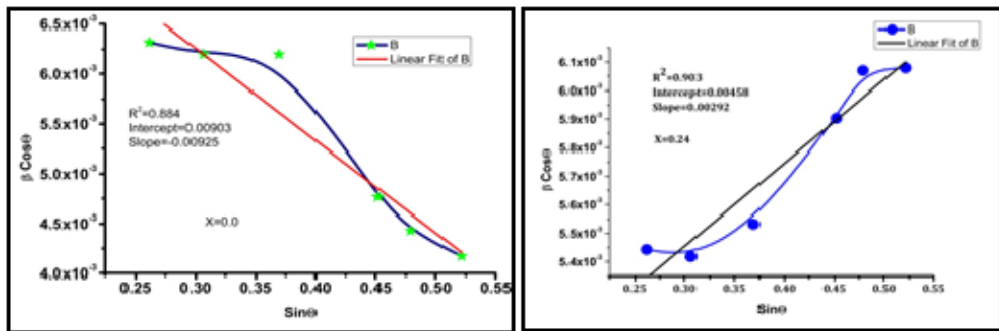 6.5x10⁻³
6.0x10⁻³
5.5x10⁻³
5.0x10⁻³
4.5x10⁻³
4.0x10⁻³
β CosΘ
B
Linear Fit of B
R²=0.884
Intercept=0.00903
Slope=-0.00925
X=0.0
0.25 0.30 0.35 0.40 0.45 0.50 0.55
SinΘ
6.1x10⁻³
6.0x10⁻³
5.9x10⁻³
5.8x10⁻³
5.7x10⁻³
5.6x10⁻³
5.5x10⁻³
5.4x10⁻³
β CosΘ
B
Linear Fit of B
R²=0.903
Intercept=0.00458
Slope=0.00292
X=0.24
0.25 0.30 0.35 0.40 0.45 0.50 0.55
SinΘ